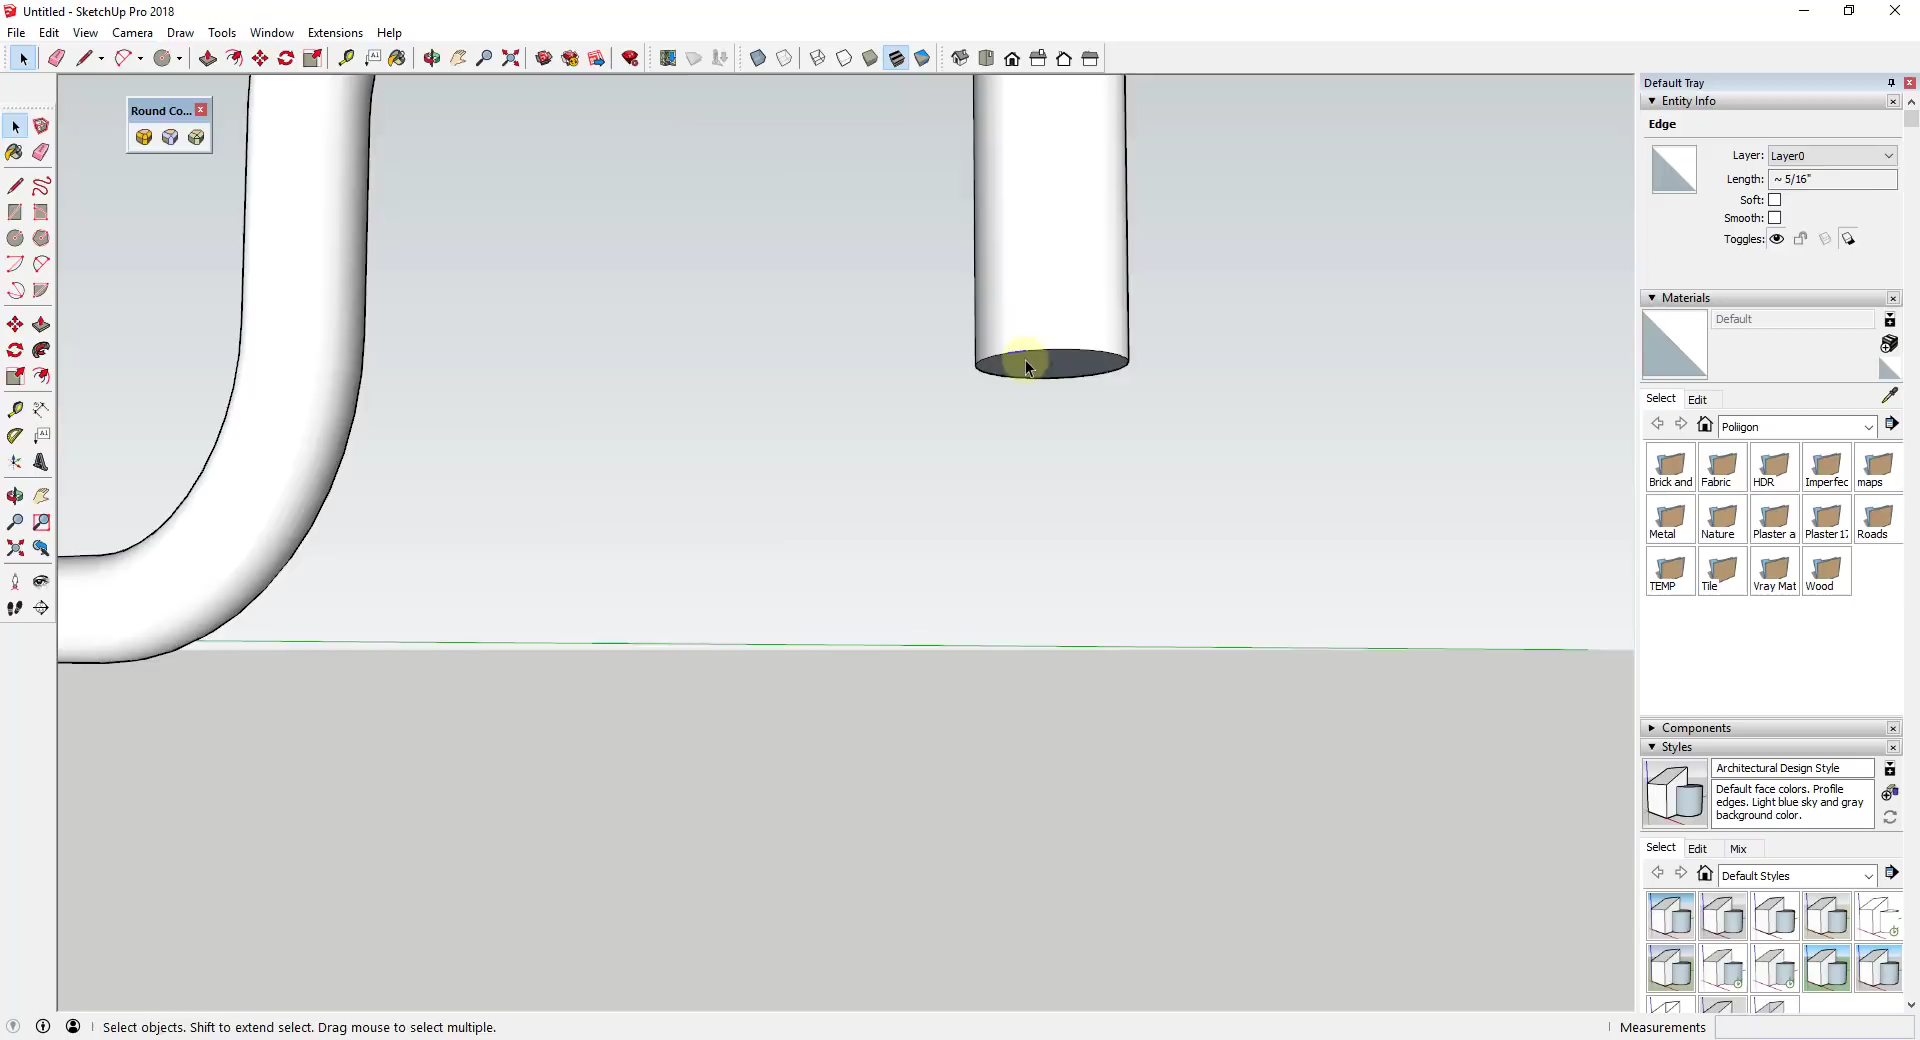 Untitled - SketchUp Pro 2018
File Edit View Camera Draw Tools Window Extensions Help
Round Co...
Default Tray
Entity Info
Edge
Layer: Layer0
Length: ~ 5/16"
Soft:
Smooth:
Toggles:
Materials
Default
Select Edit
Poliigon
Brick and Fabric HDR Imperfec maps
Metal Nature Plaster a Plaster17 Roads
TEMP Tile Vray Mat Wood
Components
Styles
Architectural Design Style
Default face colors. Profile
edges. Light blue sky and gray
background color.
Select Edit Mix
Default Styles
Select objects. Shift to extend select. Drag mouse to select multiple.
Measurements